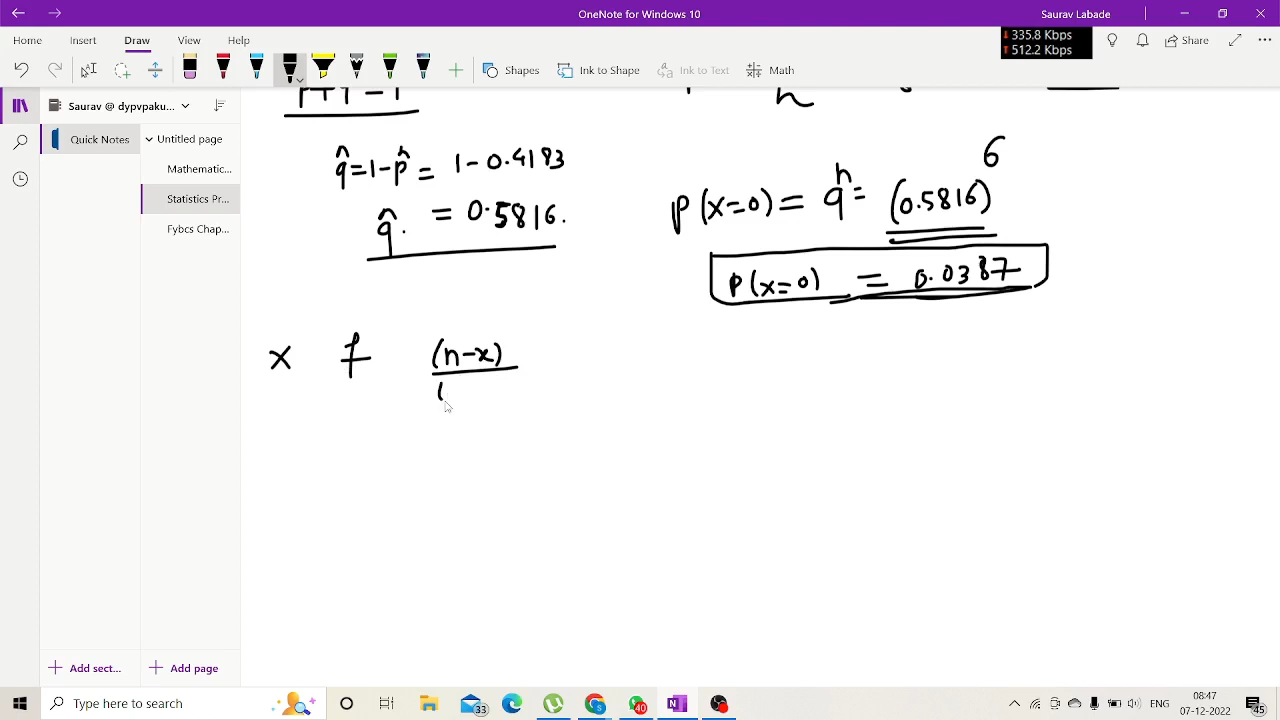 OneNote for Windows 10
Saurav Labade
Home Insert Draw View Help
Share
335.8 Kbps
512.2 Kbps
Shapes Ink to Shape Ink to Text Math
Saurav @ dypvpaku...
Quick Notes
Untitled page
Mathematic...
Statistics Pr...
Fybcs Chap...
n
q̂=1-p̂ = 1-0.4183
q̂. = 0.5816.
P(x=0) = q^n = (0.5816)^6
P(x=0) = 0.0387
x f (n-x)
(
Add sect...
Add page
Type here to search
33
40
ENG
08:47
07-12-2022
45